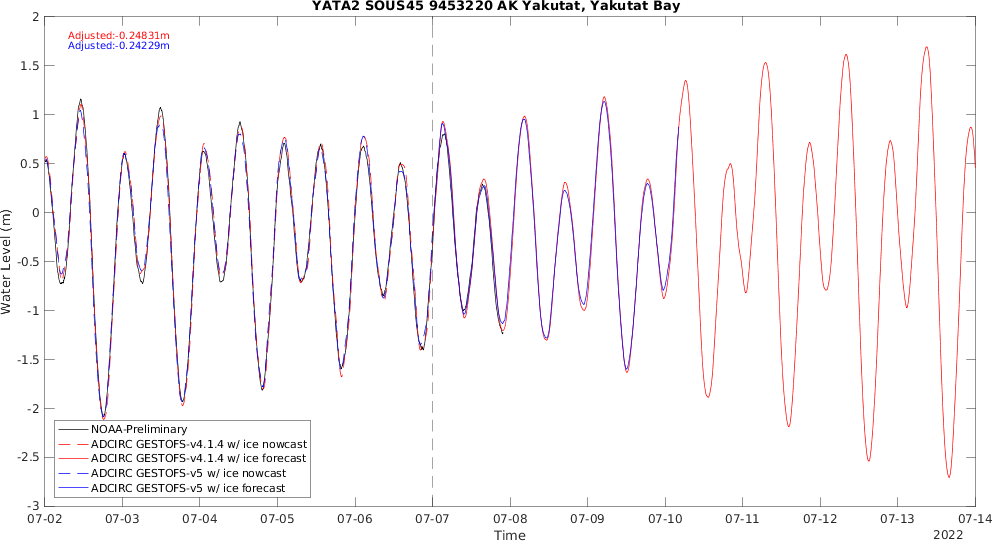 YATA2 SOUS45 9453220 AK Yakutat, Yakutat Bay
Adjusted:-0.24831m
Adjusted:-0.24229m
2
1.5
1
0.5
0
-0.5
-1
-1.5
-2
-2.5
-3
Water Level (m)
NOAA-Preliminary
ADCIRC GESTOFS-v4.1.4 w/ ice nowcast
ADCIRC GESTOFS-v4.1.4 w/ ice forecast
ADCIRC GESTOFS-v5 w/ ice nowcast
ADCIRC GESTOFS-v5 w/ ice forecast
07-02 07-03 07-04 07-05 07-06 07-07 07-08 07-09 07-10 07-11 07-12 07-13 07-14
Time
2022